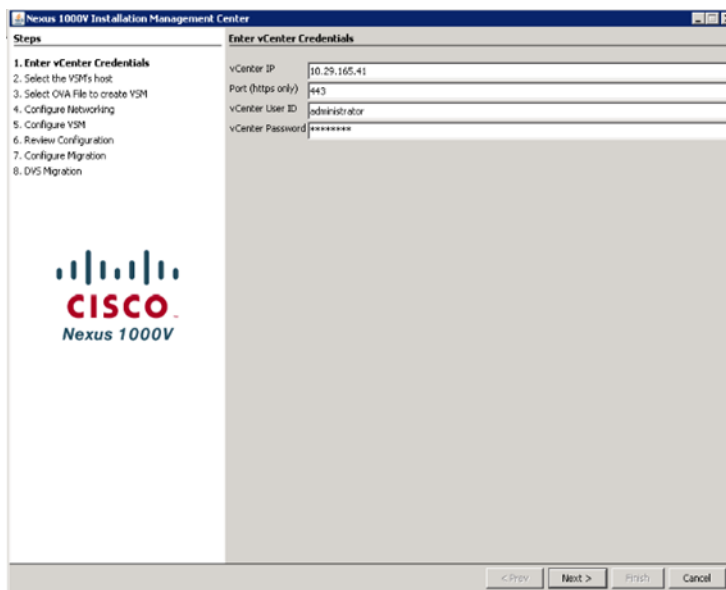 Nexus 1000V Installation Management Center
Steps
1. Enter vCenter Credentials
2. Select the VSM's host
3. Select OVA File to create VSM
4. Configure Networking
5. Configure VSM
6. Review Configuration
7. Configure Migration
8. DVS Migration
CISCO
Nexus 1000V
Enter vCenter Credentials
vCenter IP 10.29.165.41
Port (https only) 443
vCenter User ID administrator
vCenter Password ********
< Prev Next > Finish Cancel